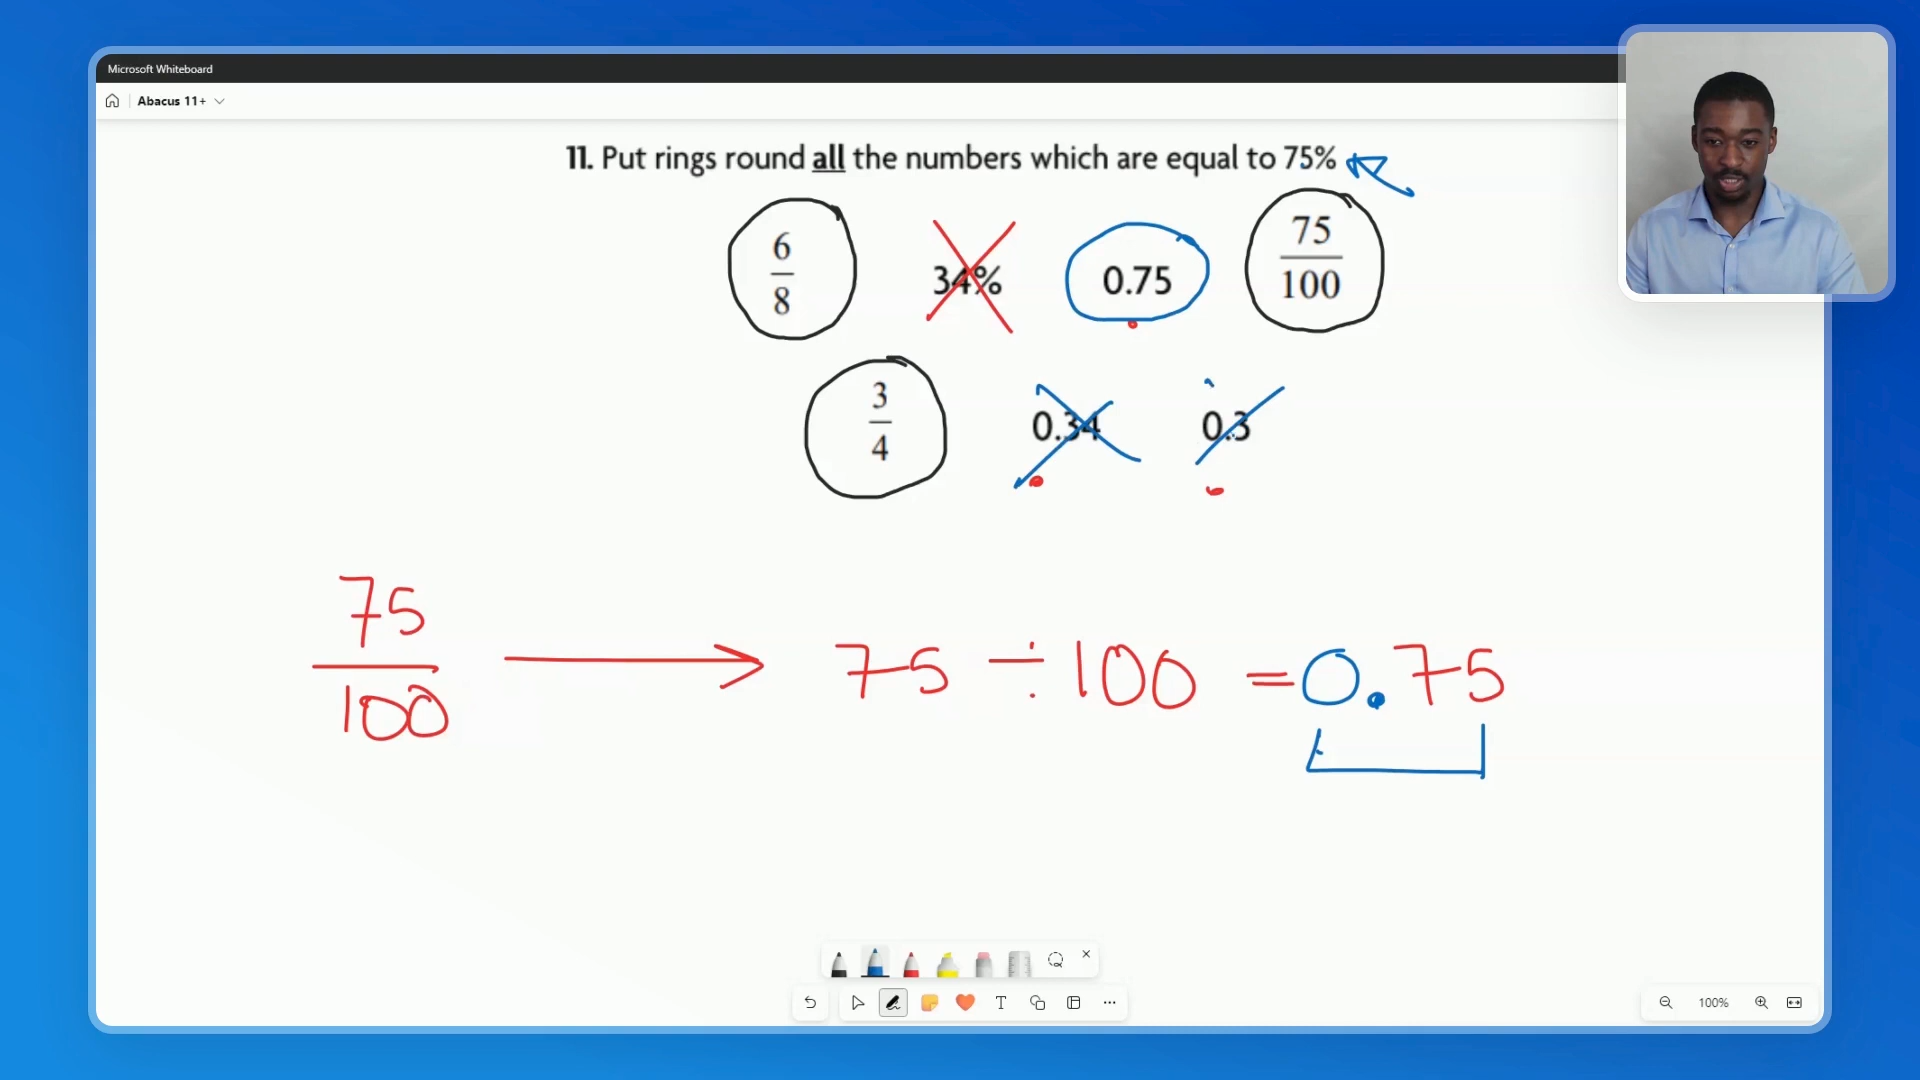 Microsoft Whiteboard
Abacus 11+
11. Put rings round all the numbers which are equal to 75%
6/8 34% 0.75 75/100
3/4 0.34 0.3
75/100 → 75 ÷ 100 = 0.75
T
100%